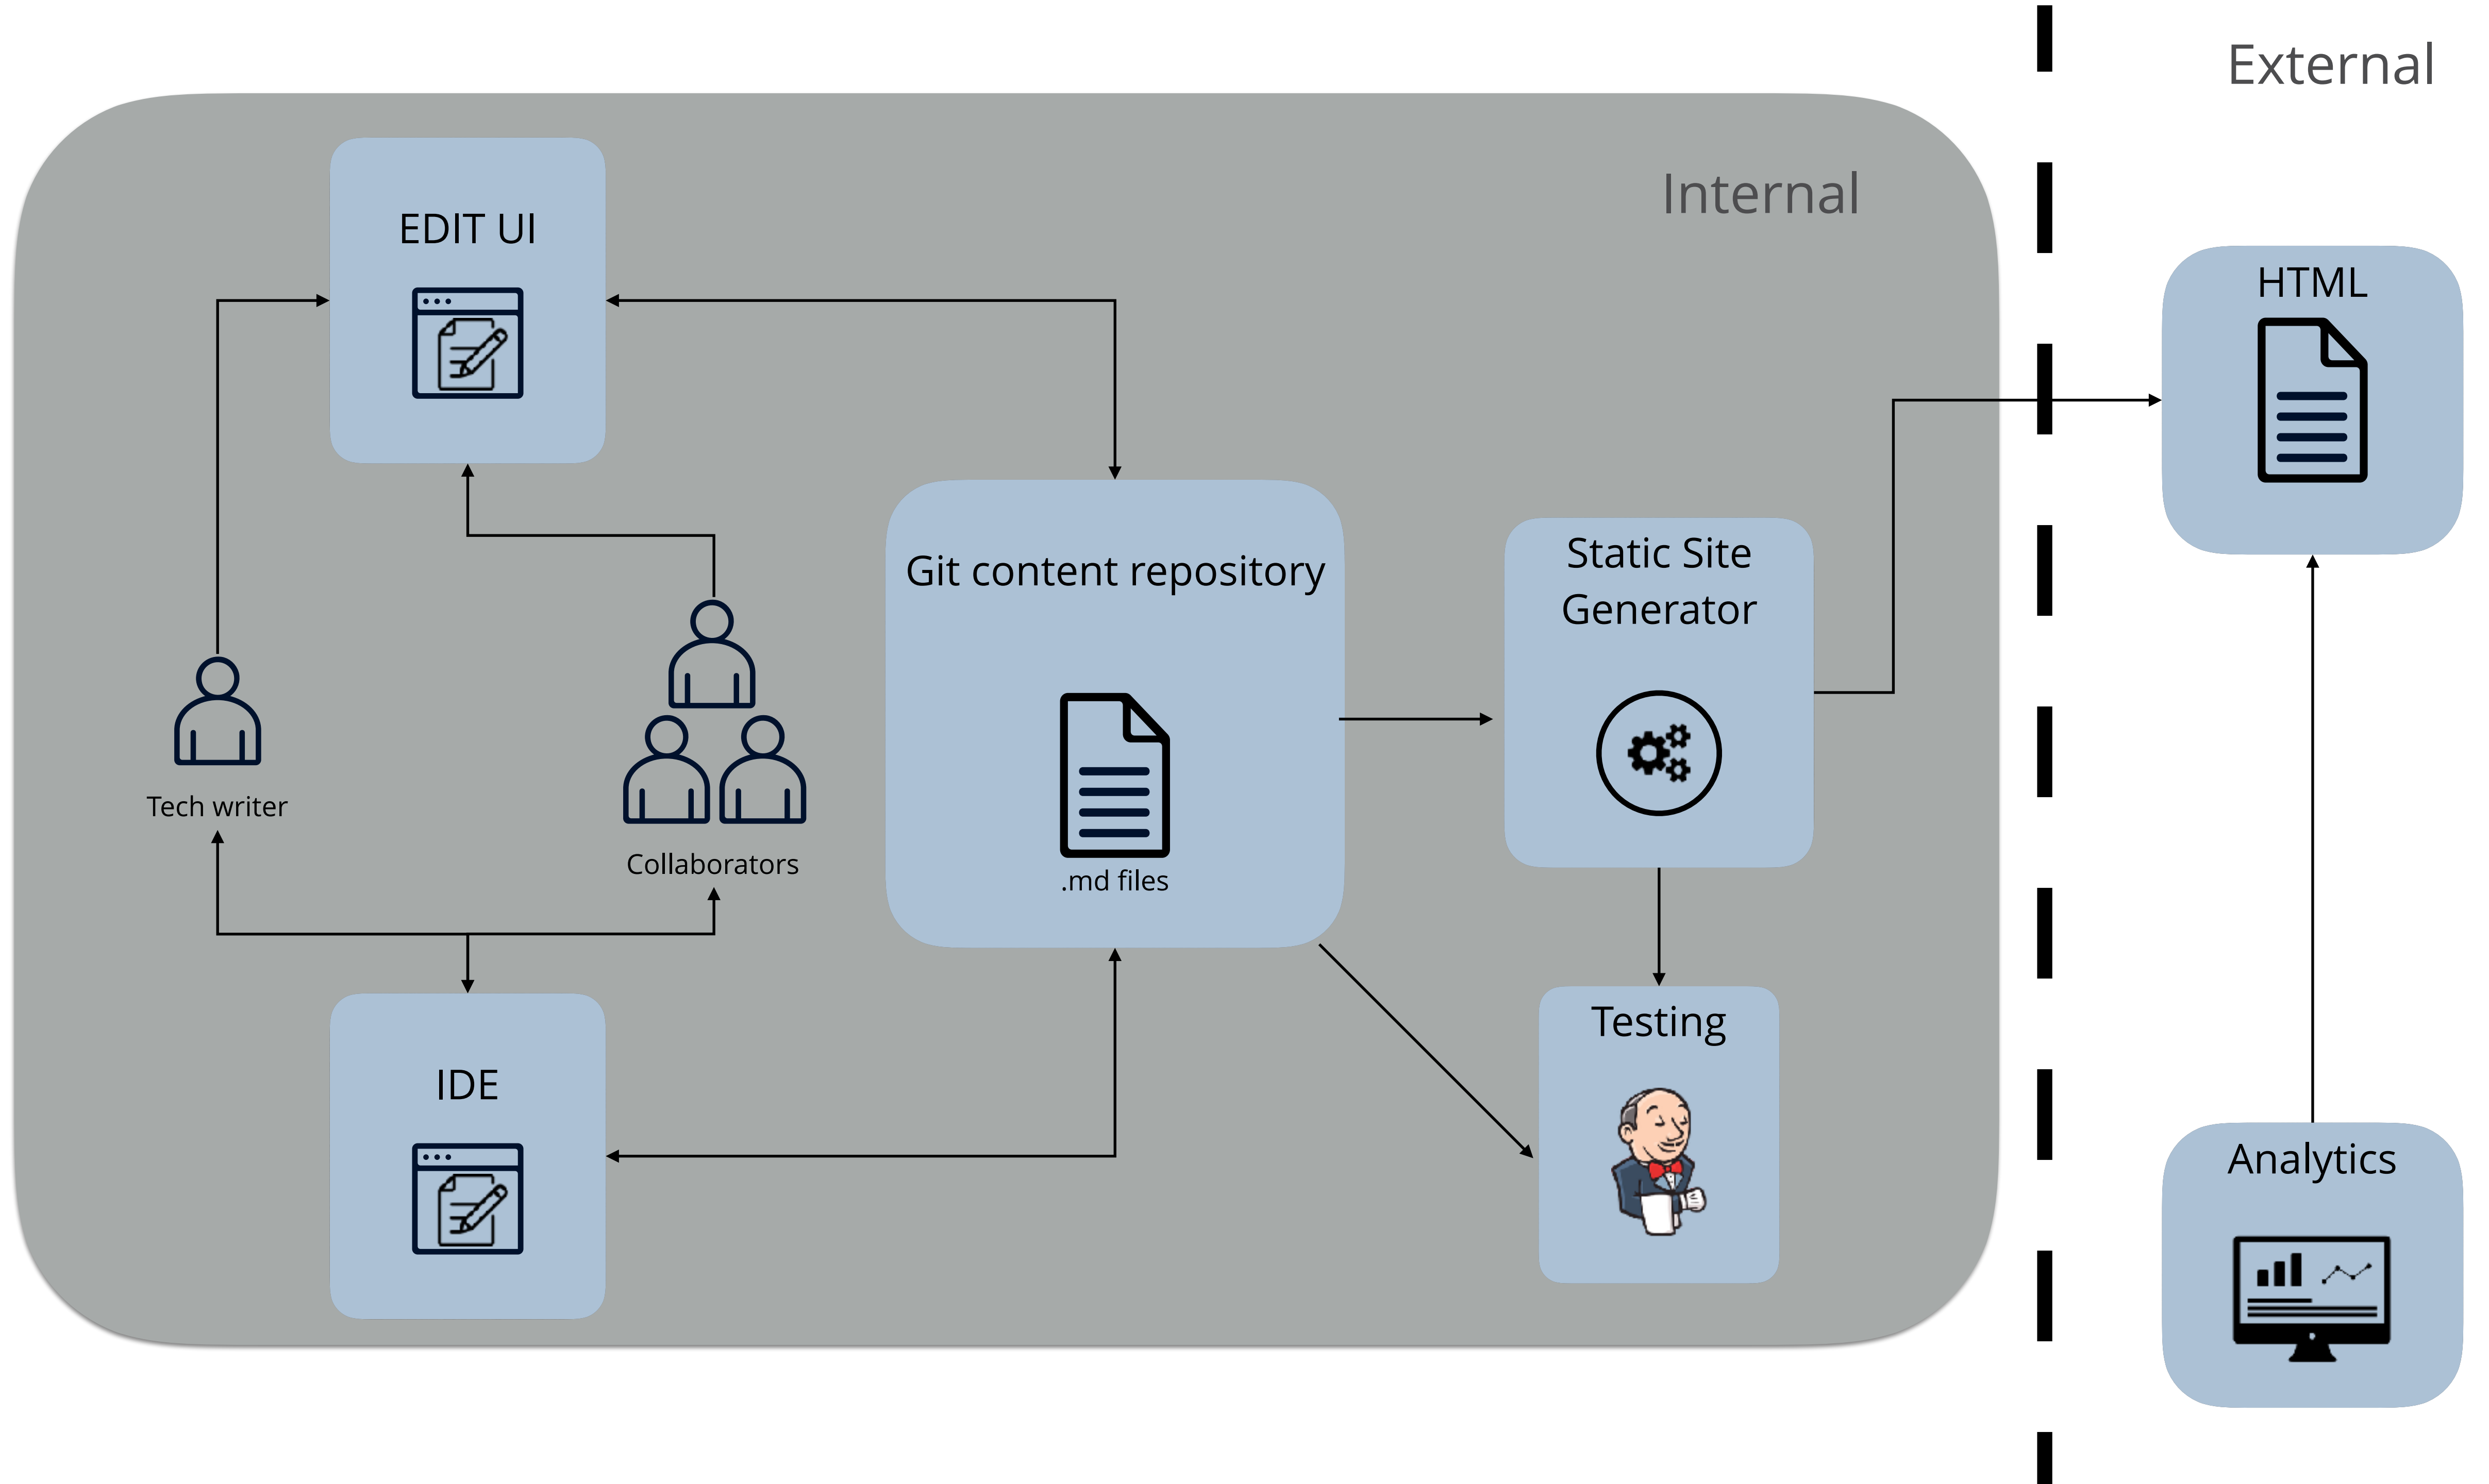 External
Internal
EDIT UI
HTML
Git content repository
Static Site
Generator
Tech writer
Collaborators
.md files
Testing
IDE
Analytics